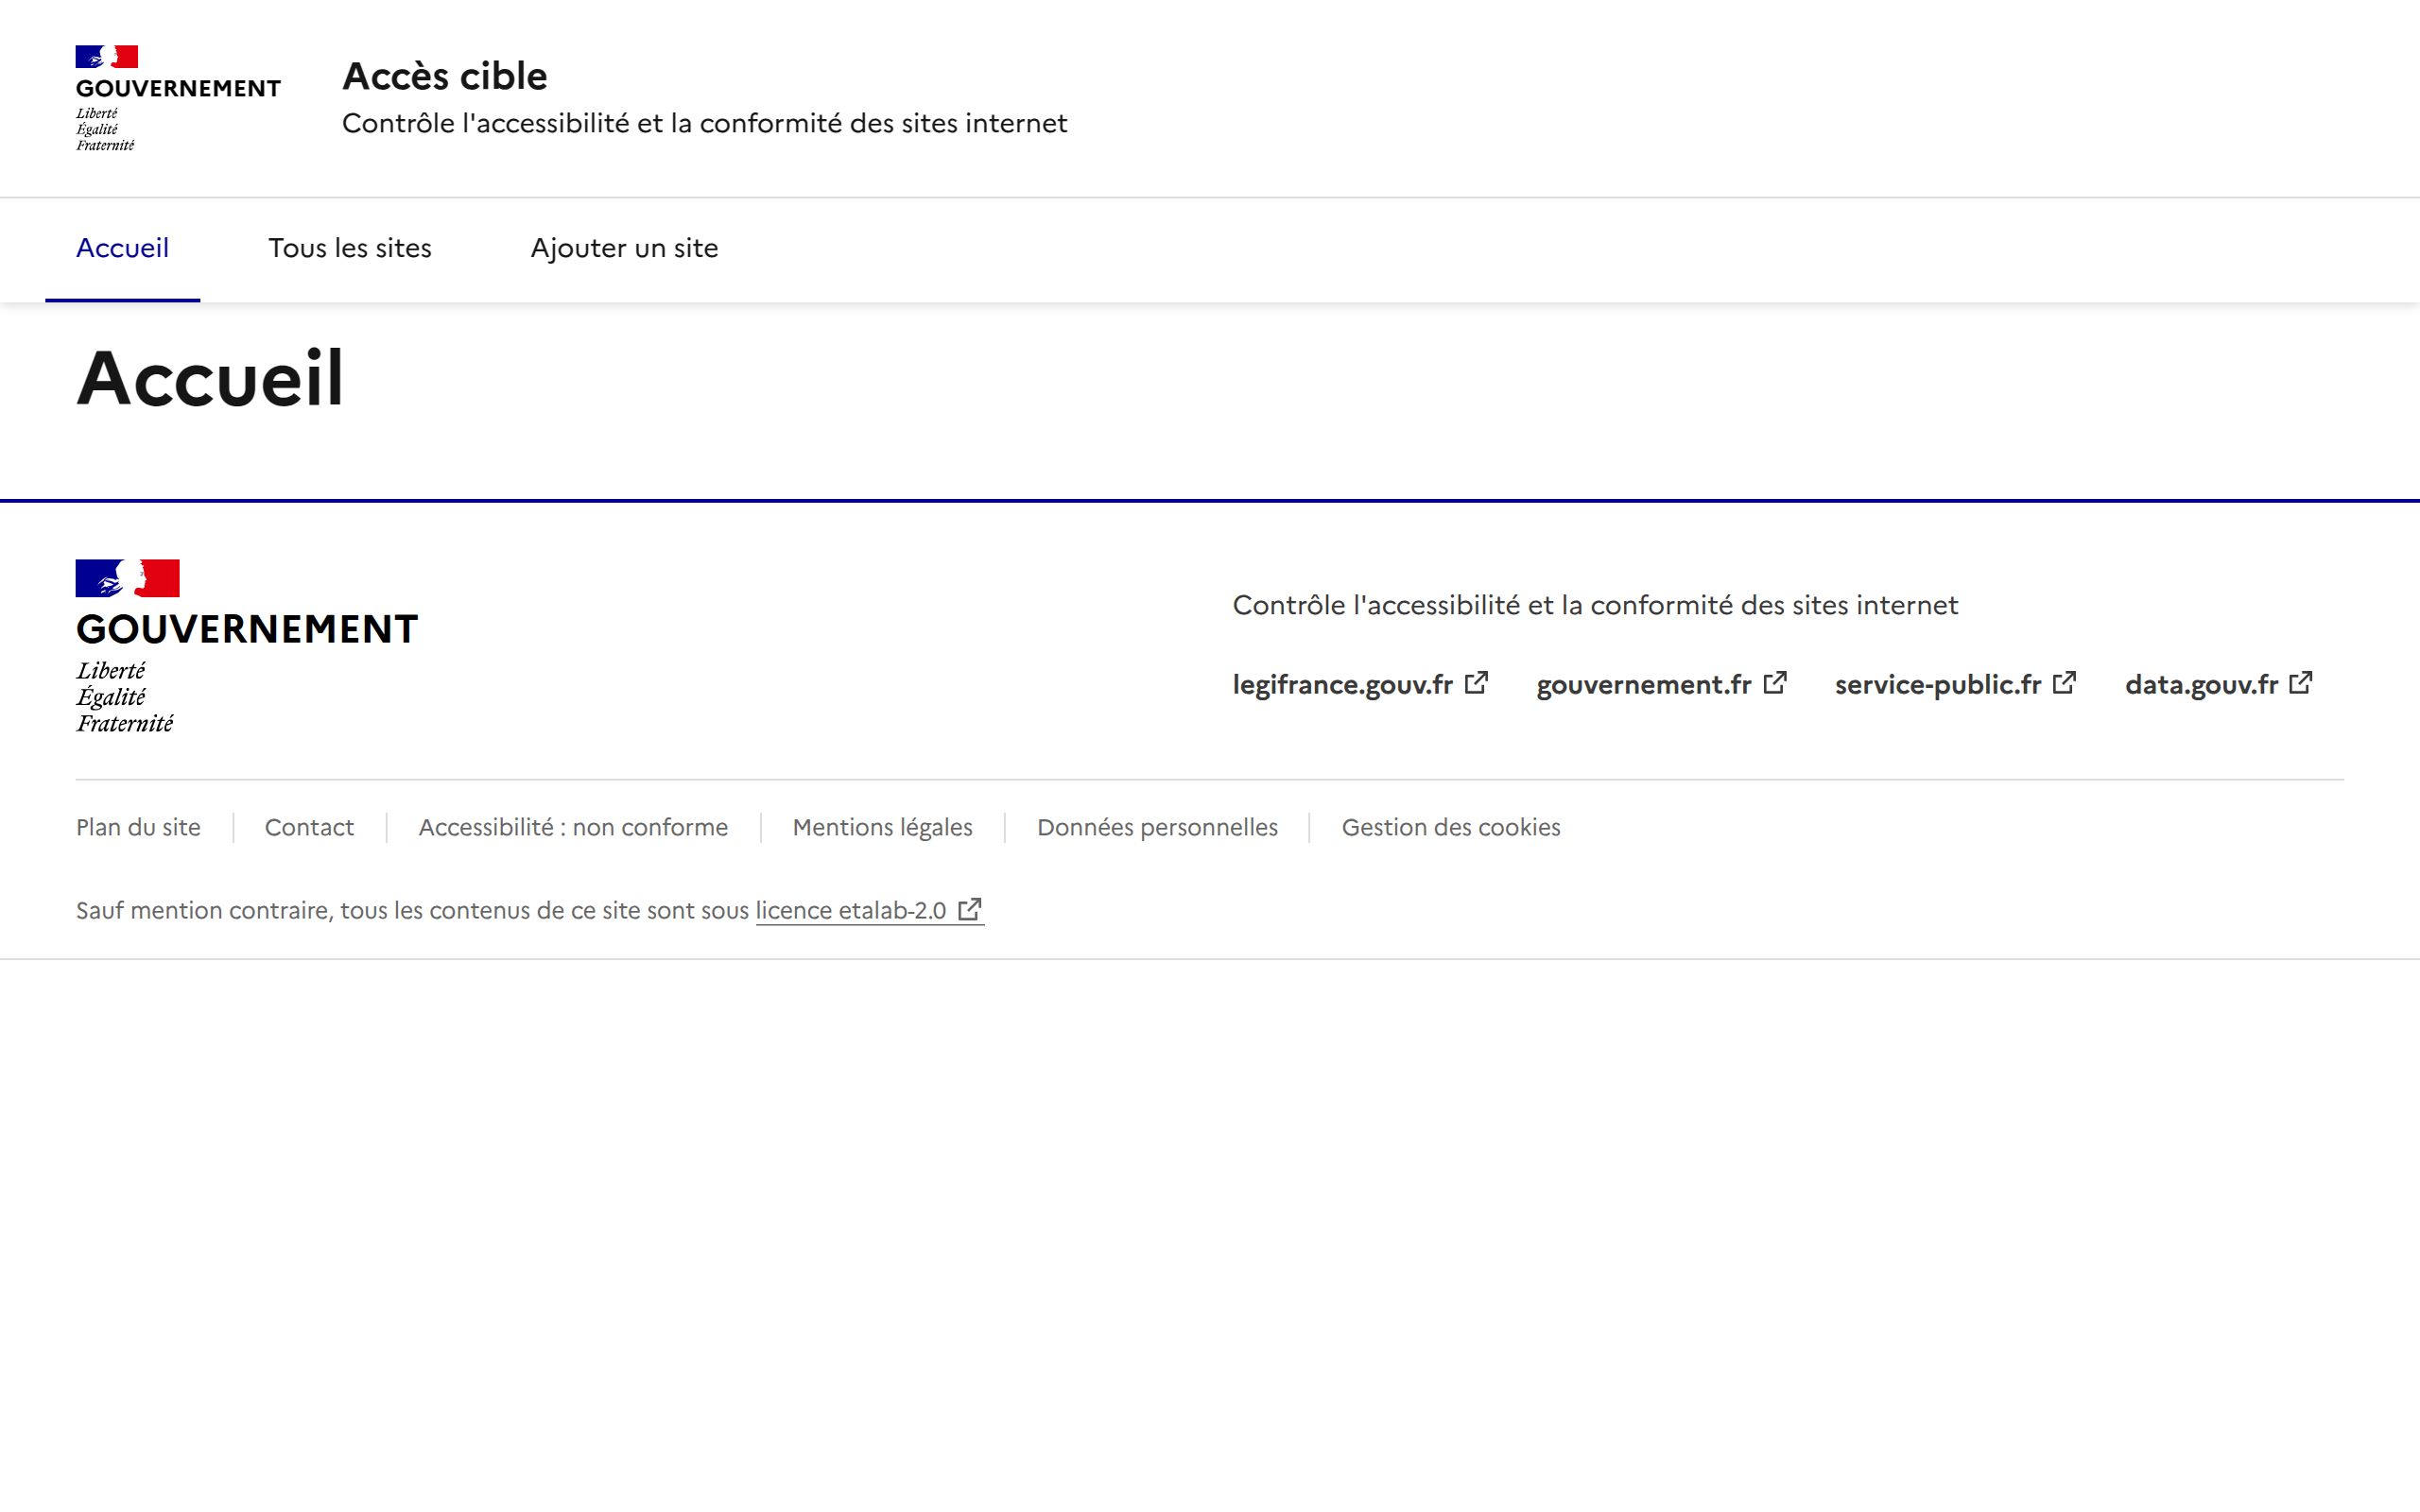 GOUVERNEMENT
Liberté
Égalité
Fraternité
Accès cible
Contrôle l'accessibilité et la conformité des sites internet
Accueil
Tous les sites
Ajouter un site
Accueil
GOUVERNEMENT
Liberté
Égalité
Fraternité
Contrôle l'accessibilité et la conformité des sites internet
legifrance.gouv.fr gouvernement.fr service-public.fr data.gouv.fr
Plan du site Contact Accessibilité : non conforme Mentions légales Données personnelles Gestion des cookies
Sauf mention contraire, tous les contenus de ce site sont sous licence etalab-2.0